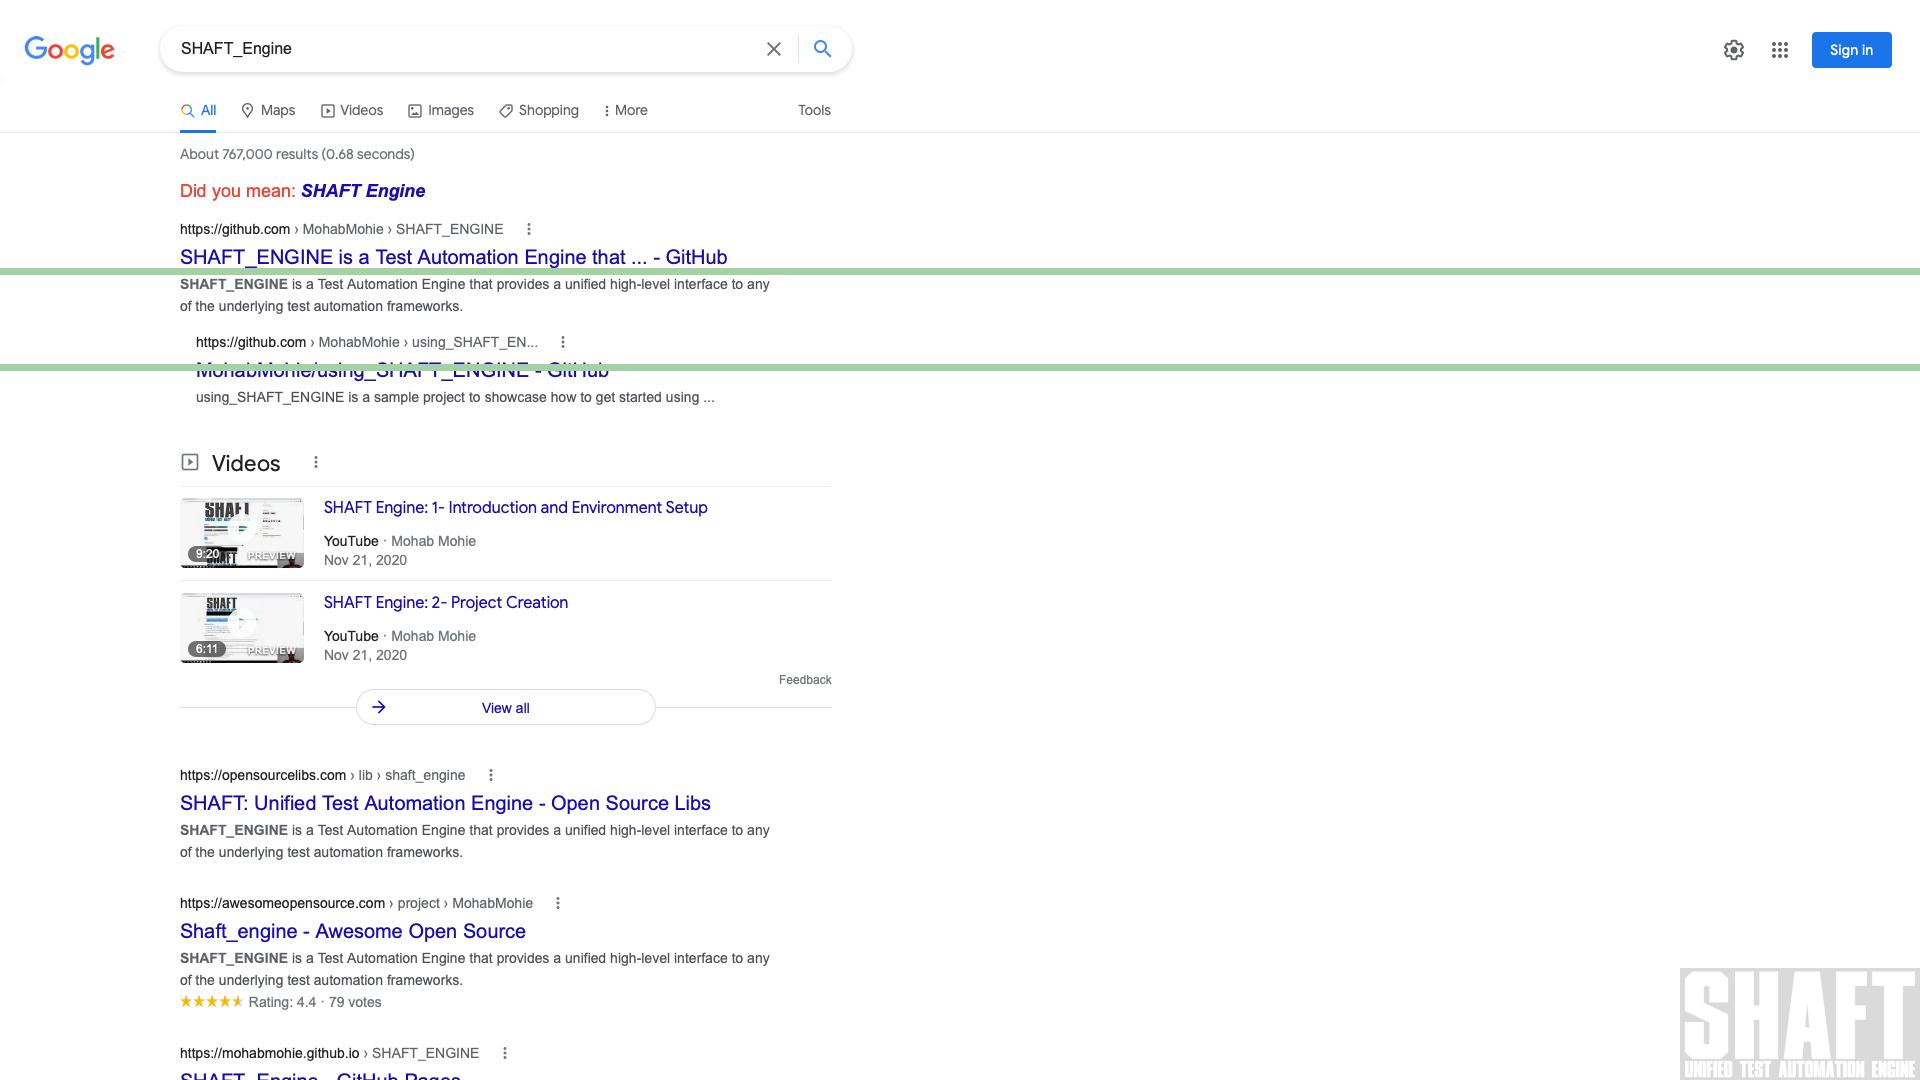 Google
SHAFT_Engine
Sign in
All Maps Videos Images Shopping More Tools
About 767,000 results (0.68 seconds)
Did you mean: SHAFT Engine
https://github.com › MohabMohie › SHAFT_ENGINE
SHAFT_ENGINE is a Test Automation Engine that ... - GitHub
SHAFT_ENGINE is a Test Automation Engine that provides a unified high-level interface to any
of the underlying test automation frameworks.
https://github.com › MohabMohie › using_SHAFT_EN...
MohabMohie/using_SHAFT_ENGINE - GitHub
using_SHAFT_ENGINE is a sample project to showcase how to get started using ...
Videos
SHAFT
9:20
PREVIEW
SHAFT Engine: 1- Introduction and Environment Setup
YouTube · Mohab Mohie
Nov 21, 2020
SHAFT
6:11
PREVIEW
SHAFT Engine: 2- Project Creation
YouTube · Mohab Mohie
Nov 21, 2020
Feedback
View all
https://opensourcelibs.com › lib › shaft_engine
SHAFT: Unified Test Automation Engine - Open Source Libs
SHAFT_ENGINE is a Test Automation Engine that provides a unified high-level interface to any
of the underlying test automation frameworks.
https://awesomeopensource.com › project › MohabMohie
Shaft_engine - Awesome Open Source
SHAFT_ENGINE is a Test Automation Engine that provides a unified high-level interface to any
of the underlying test automation frameworks.
Rating: 4.4 · 79 votes
https://mohabmohie.github.io › SHAFT_ENGINE
SHAFT_Engine - GitHub Pages
SHAFT
UNIFIED TEST AUTOMATION ENGINE